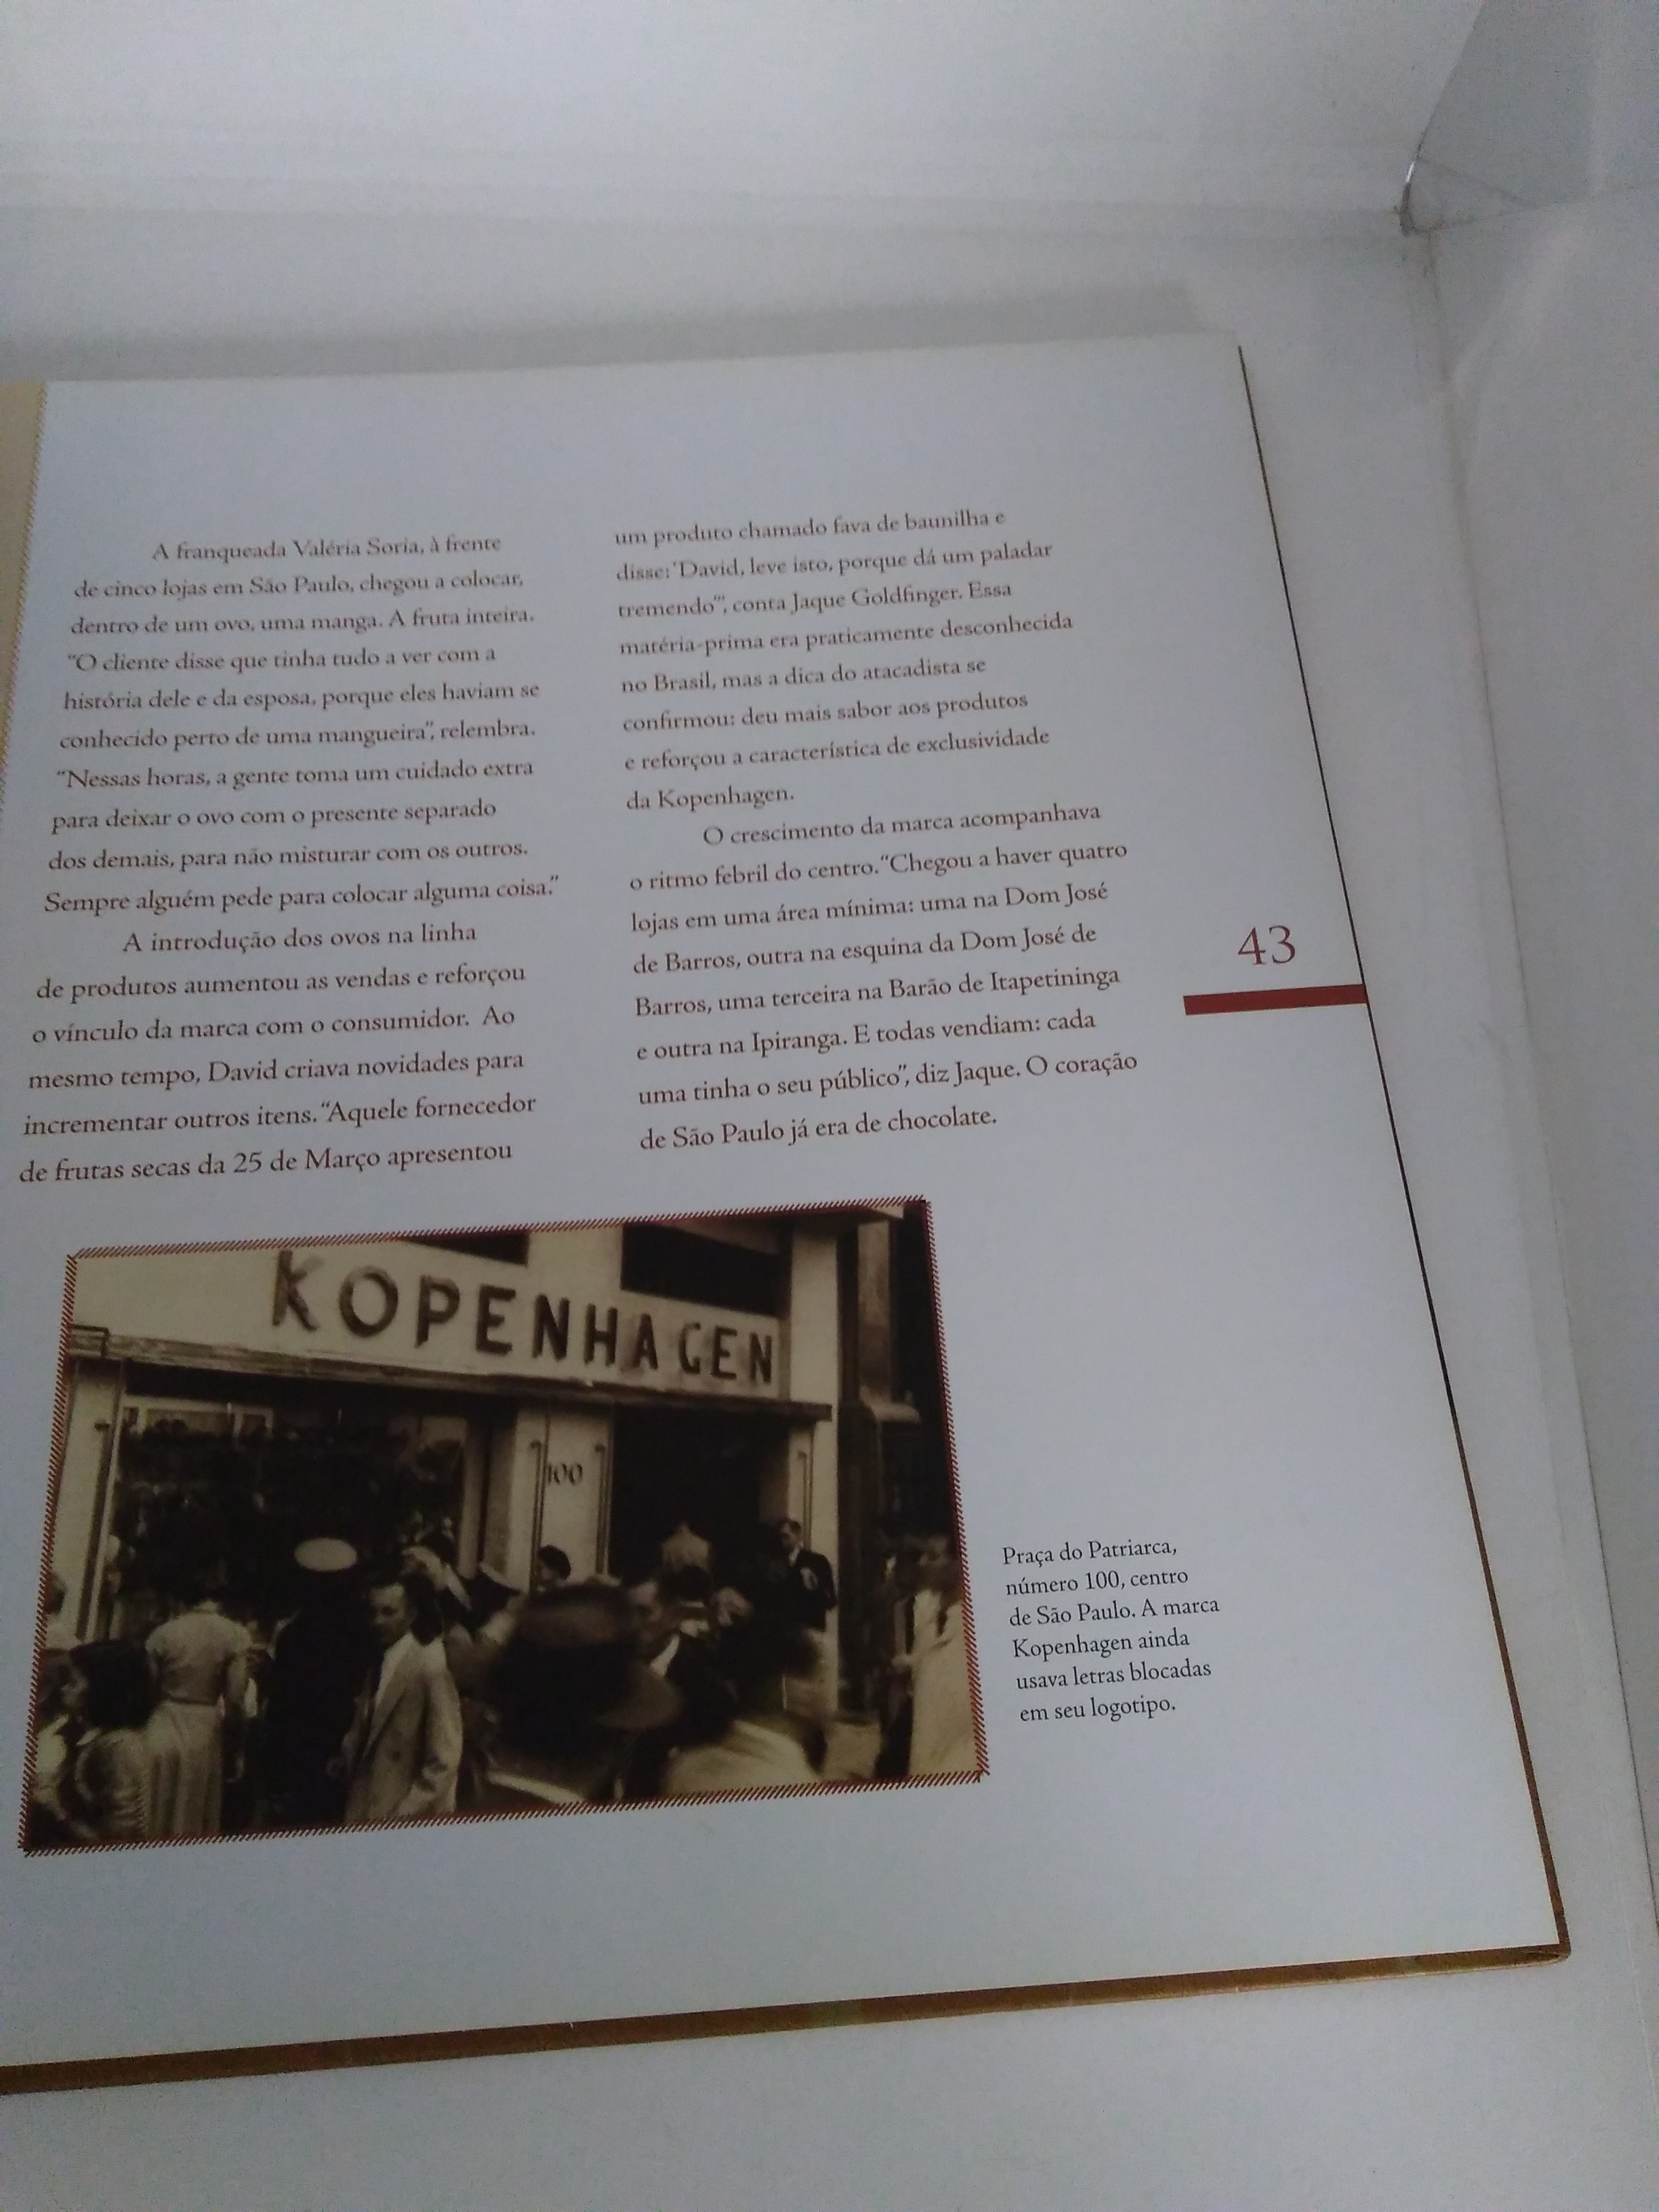 A franqueada Valéria Soria, à frente
de cinco lojas em São Paulo, chegou a colocar,
dentro de um ovo, uma manga. A fruta inteira.
“O cliente disse que tinha tudo a ver com a
história dele e da esposa, porque eles haviam se
conhecido perto de uma mangueira”, relembra.
“Nessas horas, a gente toma um cuidado extra
para deixar o ovo com o presente separado
dos demais, para não misturar com os outros.
Sempre alguém pede para colocar alguma coisa.”
A introdução dos ovos na linha
de produtos aumentou as vendas e reforçou
o vínculo da marca com o consumidor. Ao
mesmo tempo, David criava novidades para
incrementar outros itens. “Aquele fornecedor
de frutas secas da 25 de Março apresentou
um produto chamado fava de baunilha e
disse: ‘David, leve isto, porque dá um paladar
tremendo’”, conta Jaque Goldfinger. Essa
matéria-prima era praticamente desconhecida
no Brasil, mas a dica do atacadista se
confirmou: deu mais sabor aos produtos
e reforçou a característica de exclusividade
da Kopenhagen.
O crescimento da marca acompanhava
o ritmo febril do centro. “Chegou a haver quatro
lojas em uma área mínima: uma na Dom José
de Barros, outra na esquina da Dom José de
Barros, uma terceira na Barão de Itapetininga
e outra na Ipiranga. E todas vendiam: cada
uma tinha o seu público”, diz Jaque. O coração
de São Paulo já era de chocolate.
43
KOPENHAGEN
100
Praça do Patriarca,
número 100, centro
de São Paulo. A marca
Kopenhagen ainda
usava letras blocadas
em seu logotipo.